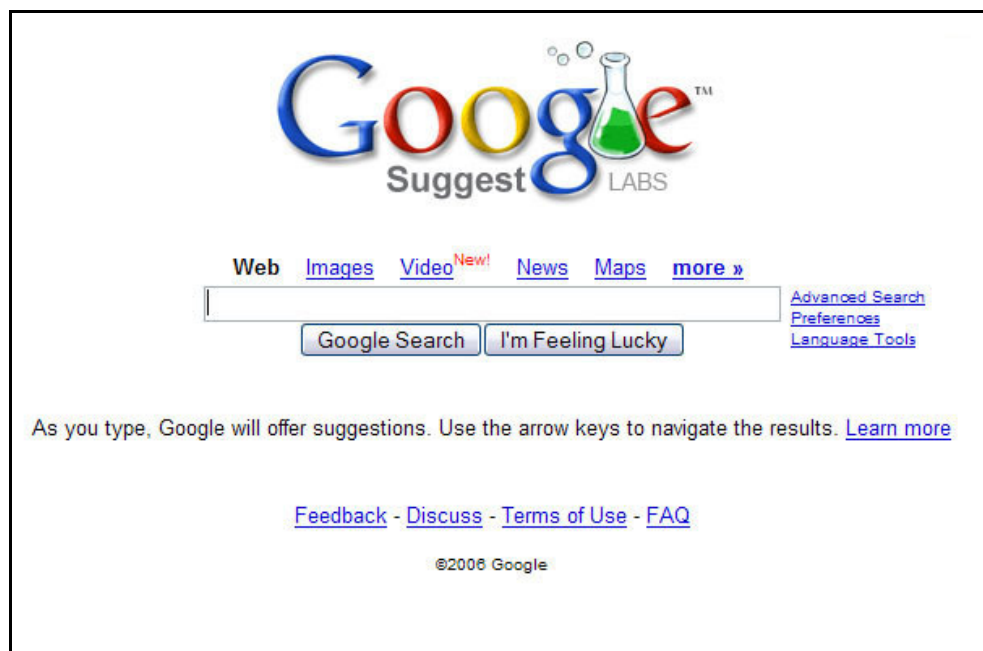 Google™
Suggest LABS
Web Images Video New! News Maps more »
Advanced Search
Preferences
Language Tools
Google Search I'm Feeling Lucky
As you type, Google will offer suggestions. Use the arrow keys to navigate the results. Learn more
Feedback - Discuss - Terms of Use - FAQ
©2006 Google